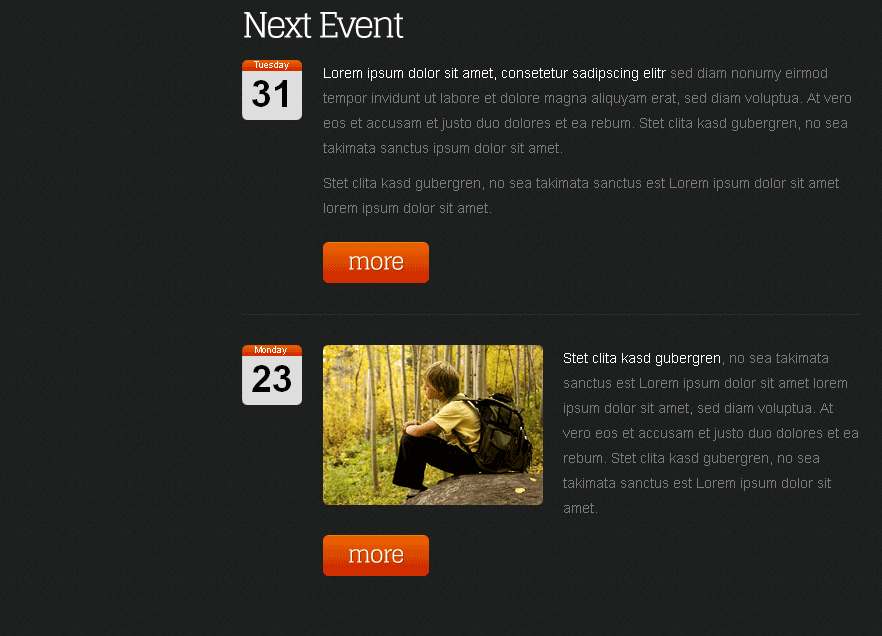 Next Event
Tuesday
31
Lorem ipsum dolor sit amet, consetetur sadipscing elitr sed diam nonumy eirmod
tempor invidunt ut labore et dolore magna aliquyam erat, sed diam voluptua. At vero
eos et accusam et justo duo dolores et ea rebum. Stet clita kasd gubergren, no sea
takimata sanctus ipsum dolor sit amet.
Stet clita kasd gubergren, no sea takimata sanctus est Lorem ipsum dolor sit amet
lorem ipsum dolor sit amet.
more
Monday
23
Stet clita kasd gubergren, no sea takimata
sanctus est Lorem ipsum dolor sit amet lorem
ipsum dolor sit amet, sed diam voluptua. At
vero eos et accusam et justo duo dolores et ea
rebum. Stet clita kasd gubergren, no sea
takimata sanctus est Lorem ipsum dolor sit
amet.
more